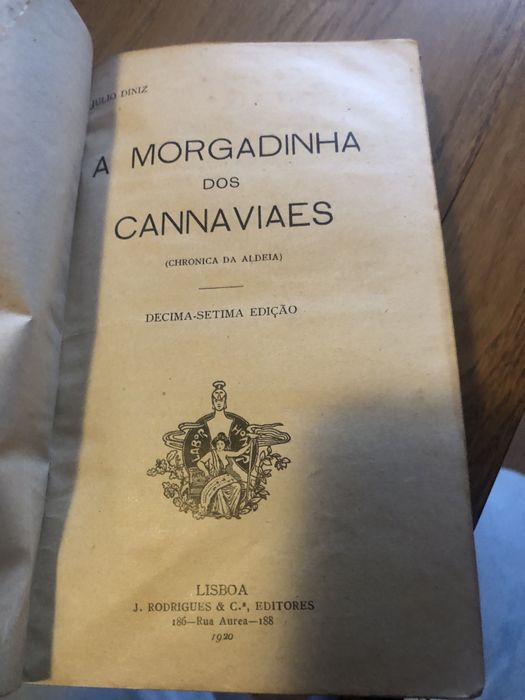 JULIO DINIZ
A MORGADINHA
DOS
CANNAVIAES
(CHRONICA DA ALDEIA)
DECIMA-SETIMA EDIÇÃO
LABOR
LISBOA
J. RODRIGUES & C.ª, EDITORES
186—Rua Aurea—188
1920